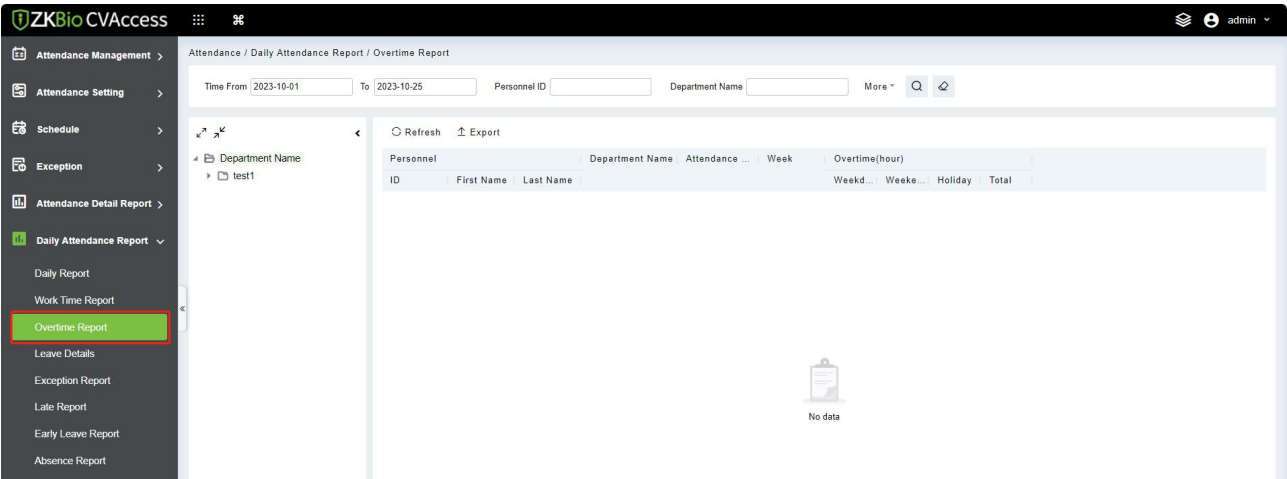 ZKBio CVAccess
admin
Attendance Management
Attendance Setting
Schedule
Exception
Attendance Detail Report
Daily Attendance Report
Daily Report
Work Time Report
Overtime Report
Leave Details
Exception Report
Late Report
Early Leave Report
Absence Report
Attendance / Daily Attendance Report / Overtime Report
Time From 2023-10-01 To 2023-10-25 Personnel ID Department Name More
Department Name
test1
Refresh Export
Personnel Department Name Attendance ... Week Overtime(hour)
ID First Name Last Name Weekd... Weeke... Holiday Total
No data